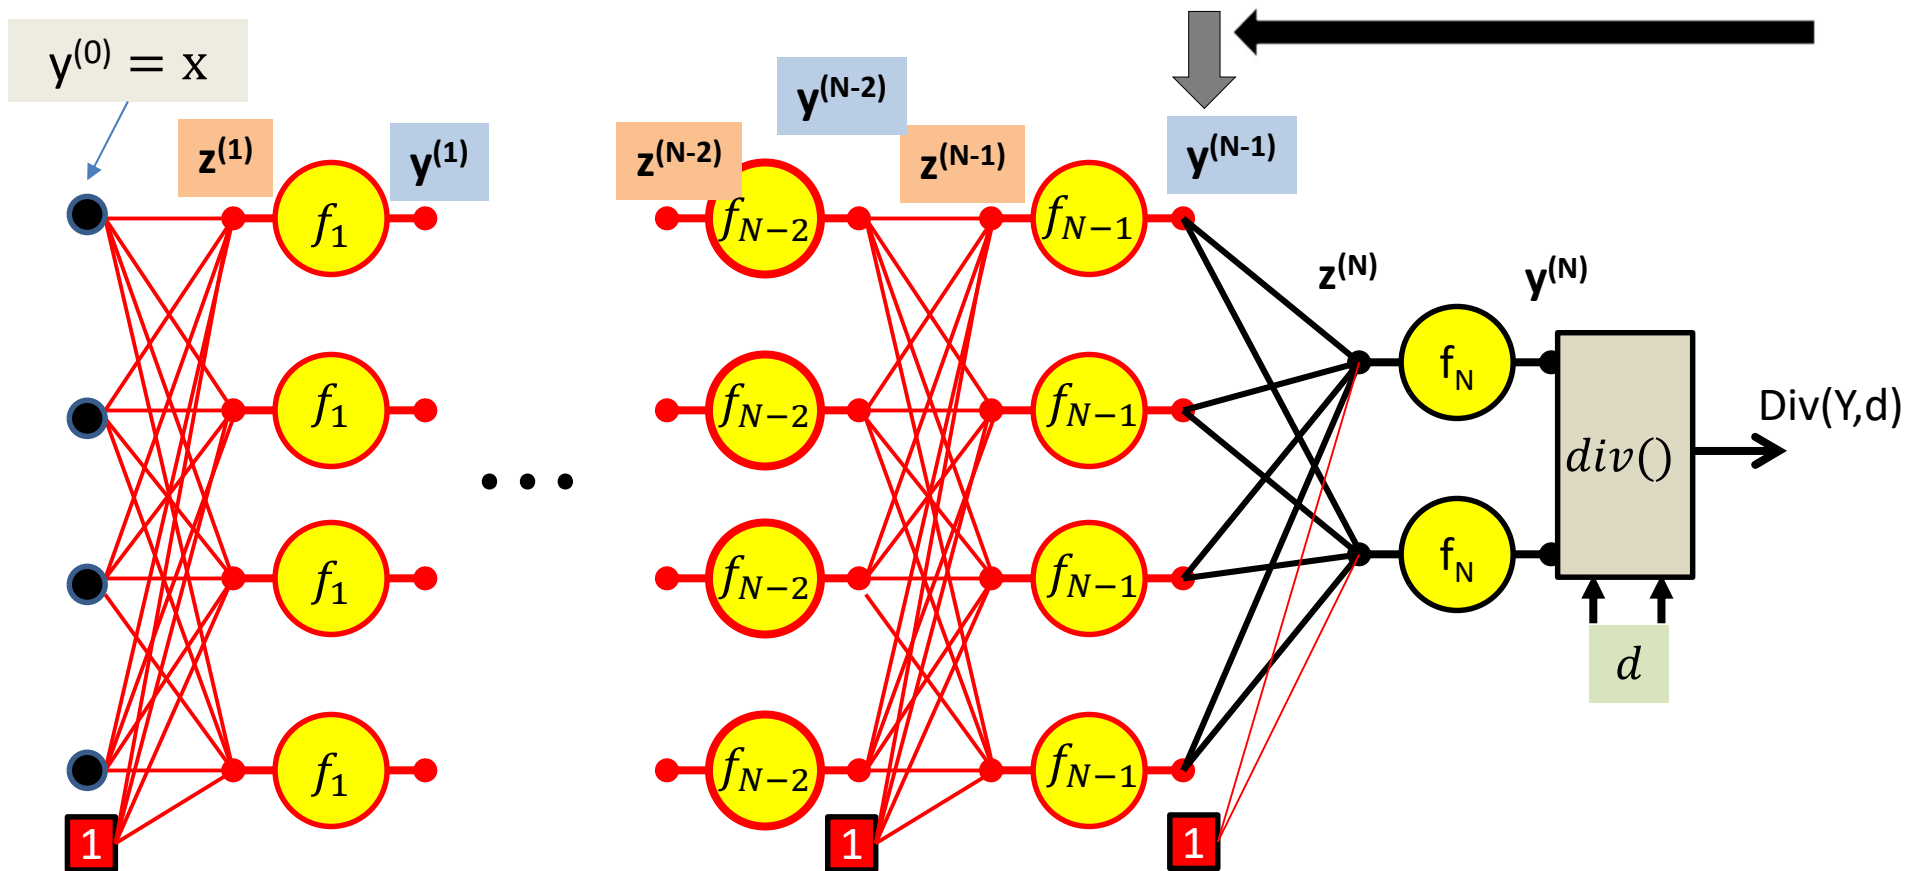 y(0) = x
z(1)
y(1)
z(N-2)
y(N-2)
z(N-1)
y(N-1)
z(N)
y(N)
f1 fN−2 fN−1
fN
f1 fN−2 fN−1
Div(Y,d)
div()
. . .
fN
f1 fN−2 fN−1
d
f1 fN−2 fN−1
1 1 1